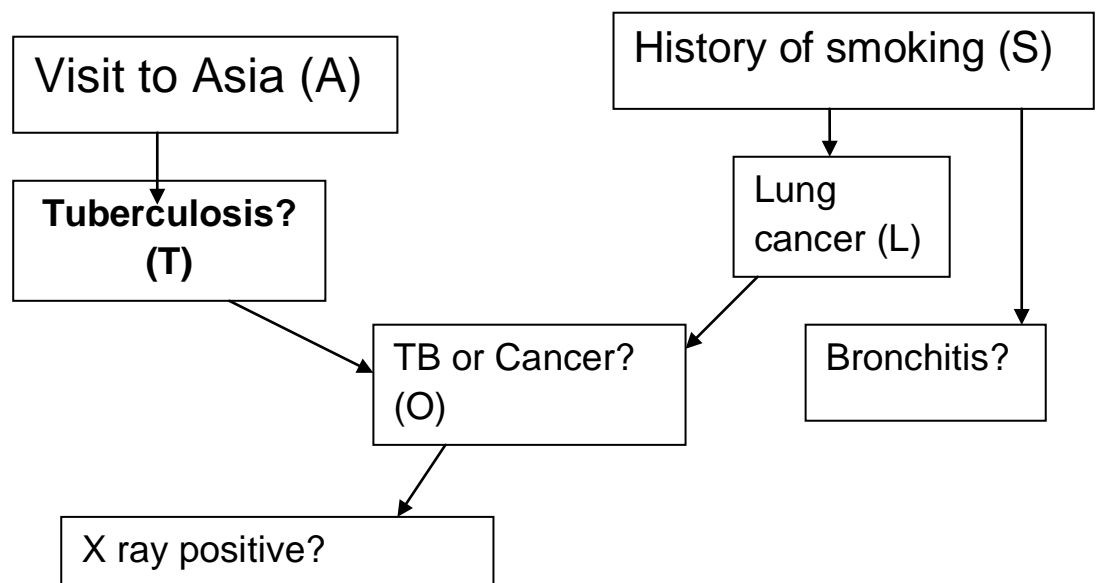 Visit to Asia (A)
History of smoking (S)
Tuberculosis?
(T)
Lung
cancer (L)
TB or Cancer?
(O)
Bronchitis?
X ray positive?